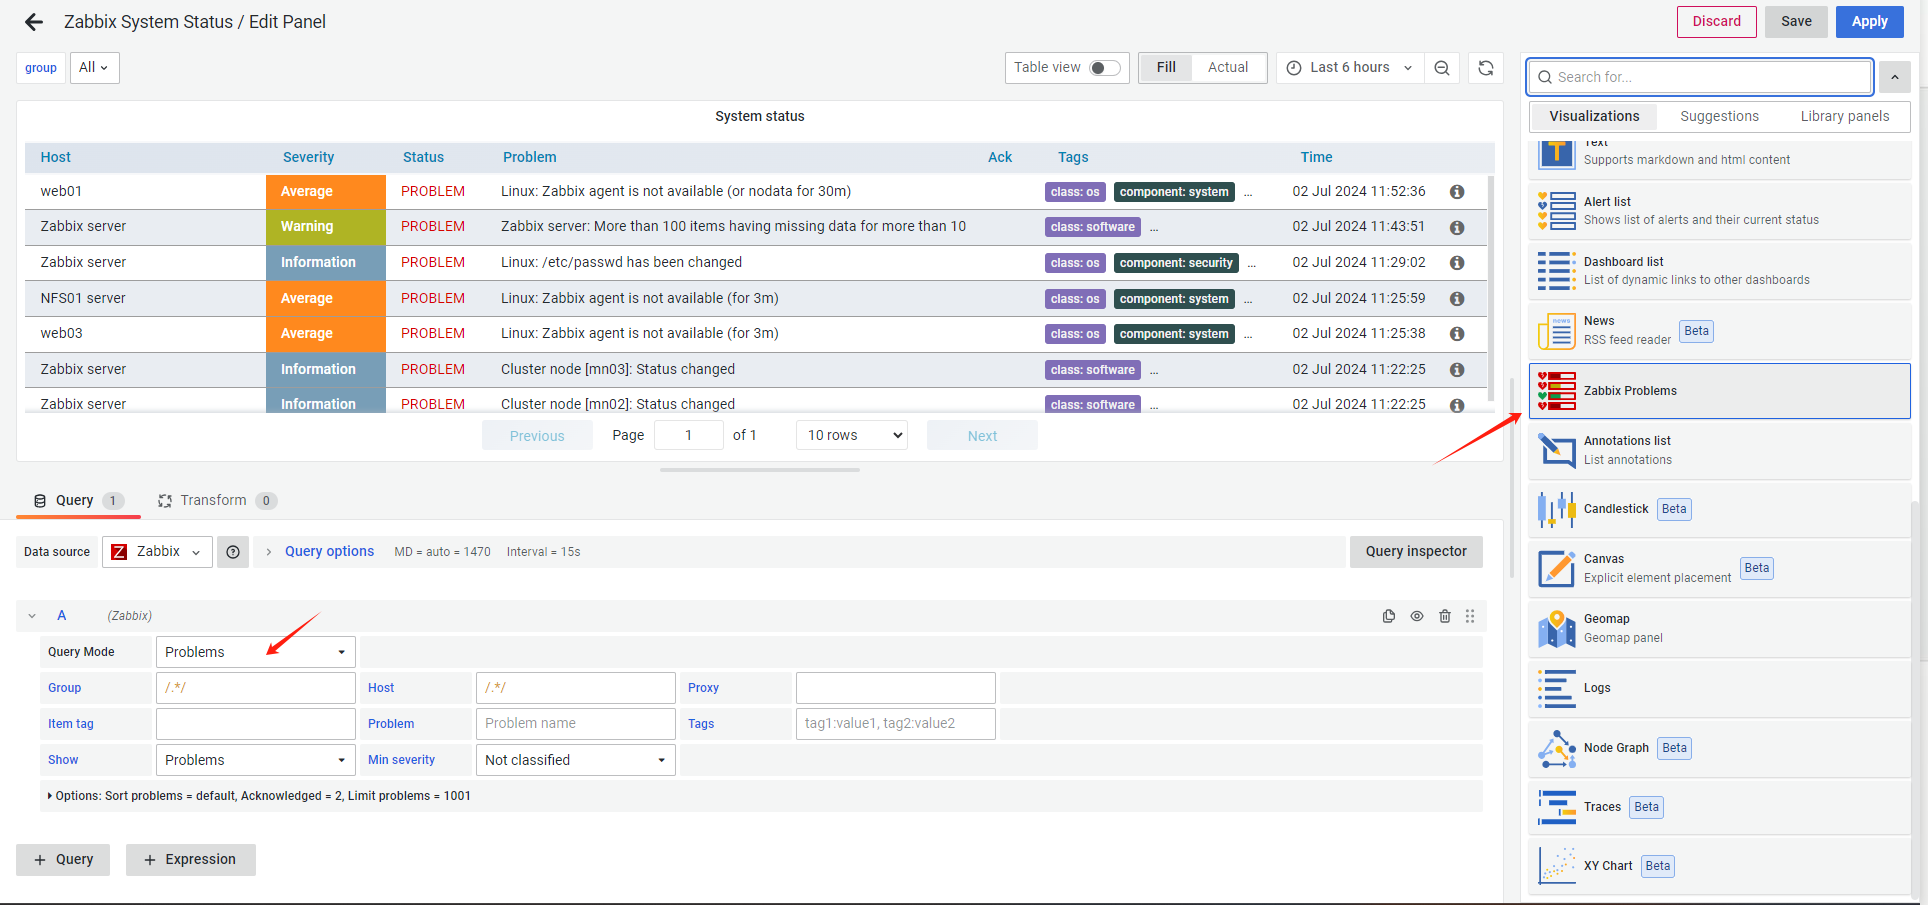 Zabbix System Status / Edit Panel
Discard
Save
Apply
group
All
Table view
Fill
Actual
Last 6 hours
System status
Host Severity Status Problem Ack Tags Time
web01 Average PROBLEM Linux: Zabbix agent is not available (or nodata for 30m) class: os component: system ... 02 Jul 2024 11:52:36
Zabbix server Warning PROBLEM Zabbix server: More than 100 items having missing data for more than 10 class: software ... 02 Jul 2024 11:43:51
Zabbix server Information PROBLEM Linux: /etc/passwd has been changed class: os component: security ... 02 Jul 2024 11:29:02
NFS01 server Average PROBLEM Linux: Zabbix agent is not available (for 3m) class: os component: system ... 02 Jul 2024 11:25:59
web03 Average PROBLEM Linux: Zabbix agent is not available (for 3m) class: os component: system ... 02 Jul 2024 11:25:38
Zabbix server Information PROBLEM Cluster node [mn03]: Status changed class: software ... 02 Jul 2024 11:22:25
Zabbix server Information PROBLEM Cluster node [mn02]: Status changed class: software ... 02 Jul 2024 11:22:25
Previous Page 1 of 1 10 rows Next
Query 1 Transform 0
Data source Z Zabbix Query options MD = auto = 1470 Interval = 15s Query inspector
A (Zabbix)
Query Mode Problems
Group /.*/ Host /.*/ Proxy
Item tag Problem Problem name Tags tag1:value1, tag2:value2
Show Problems Min severity Not classified
Options: Sort problems = default, Acknowledged = 2, Limit problems = 1001
+ Query + Expression
Search for...
Visualizations Suggestions Library panels
Text
Supports markdown and html content
Alert list
Shows list of alerts and their current status
Dashboard list
List of dynamic links to other dashboards
News
RSS feed reader Beta
Zabbix Problems
Annotations list
List annotations
Candlestick Beta
Canvas
Explicit element placement Beta
Geomap
Geomap panel
Logs
Node Graph Beta
Traces Beta
XY Chart Beta